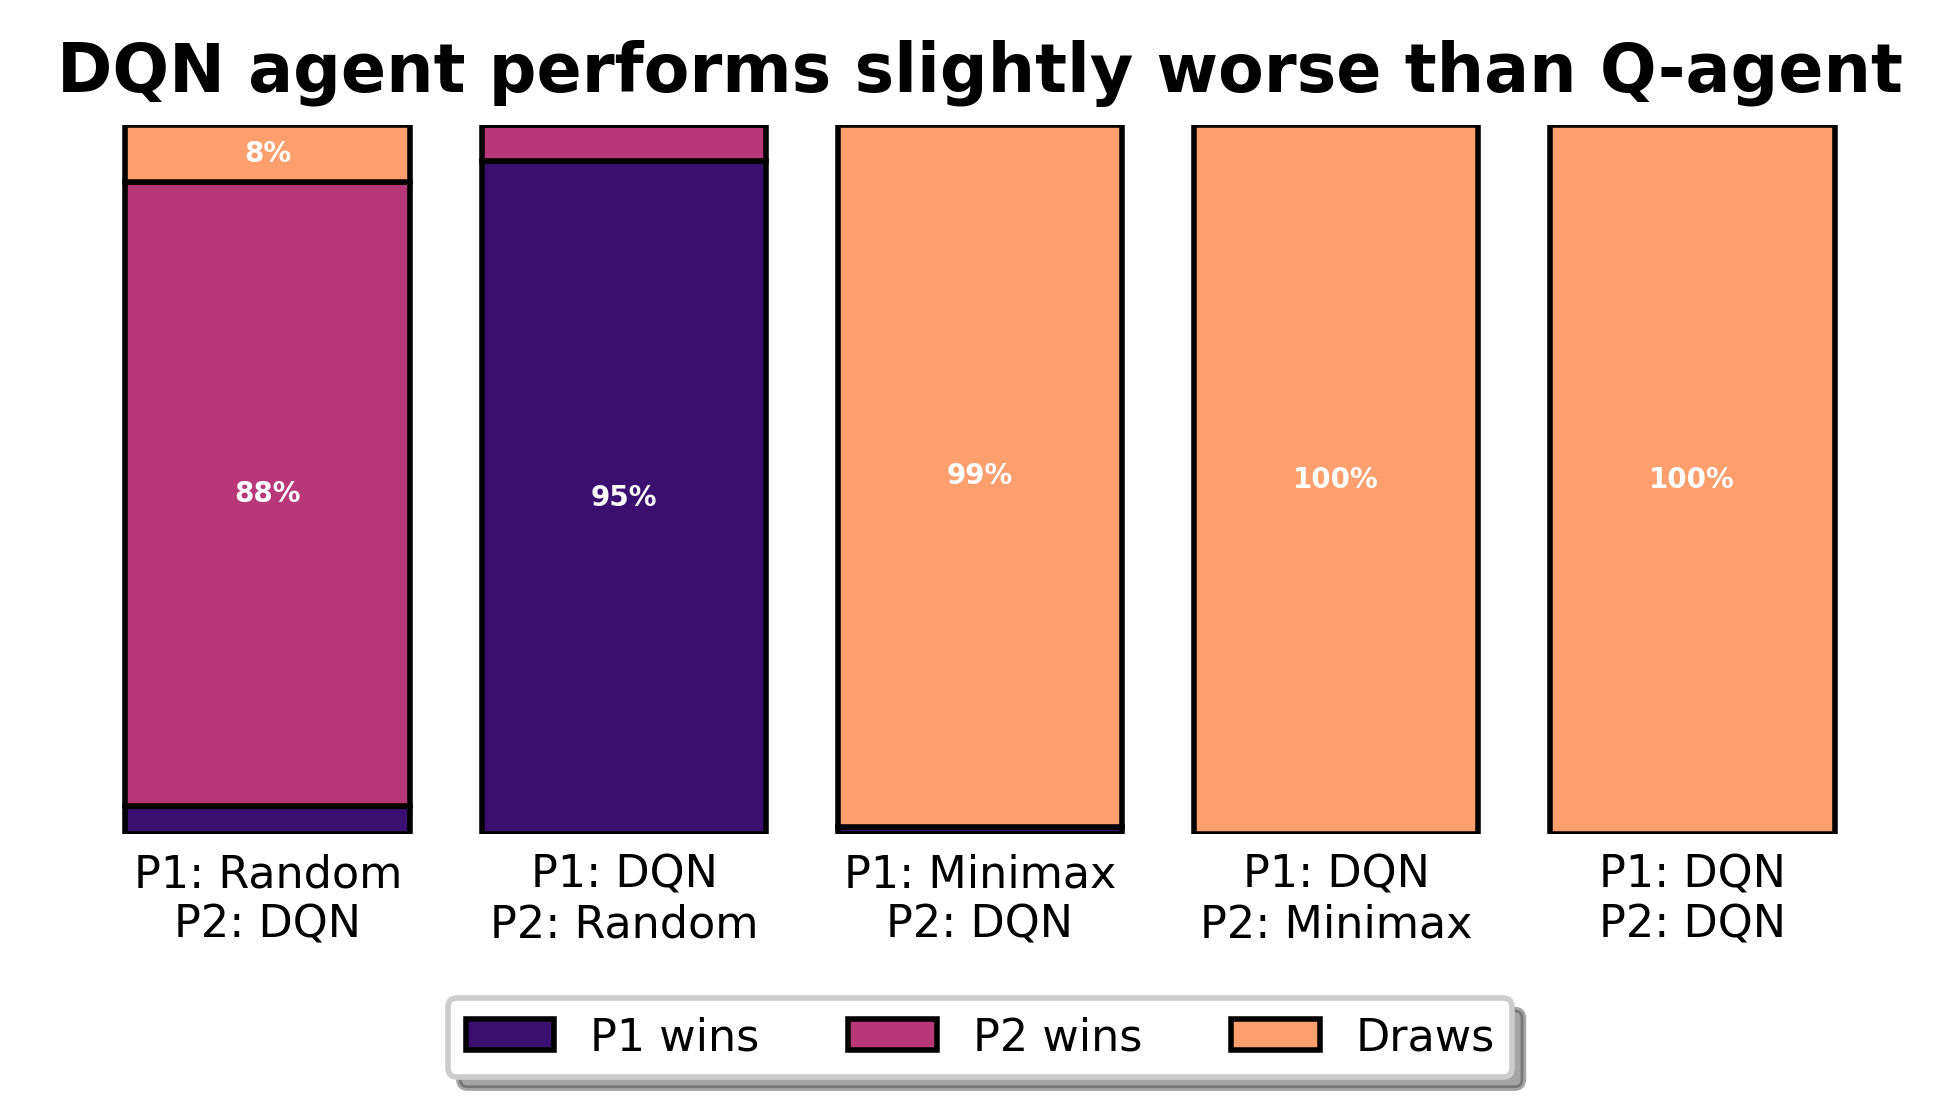 DQN agent performs slightly worse than Q-agent
8%
88%
95%
99%
100%
100%
P1: Random
P2: DQN
P1: DQN
P2: Random
P1: Minimax
P2: DQN
P1: DQN
P2: Minimax
P1: DQN
P2: DQN
P1 wins
P2 wins
Draws